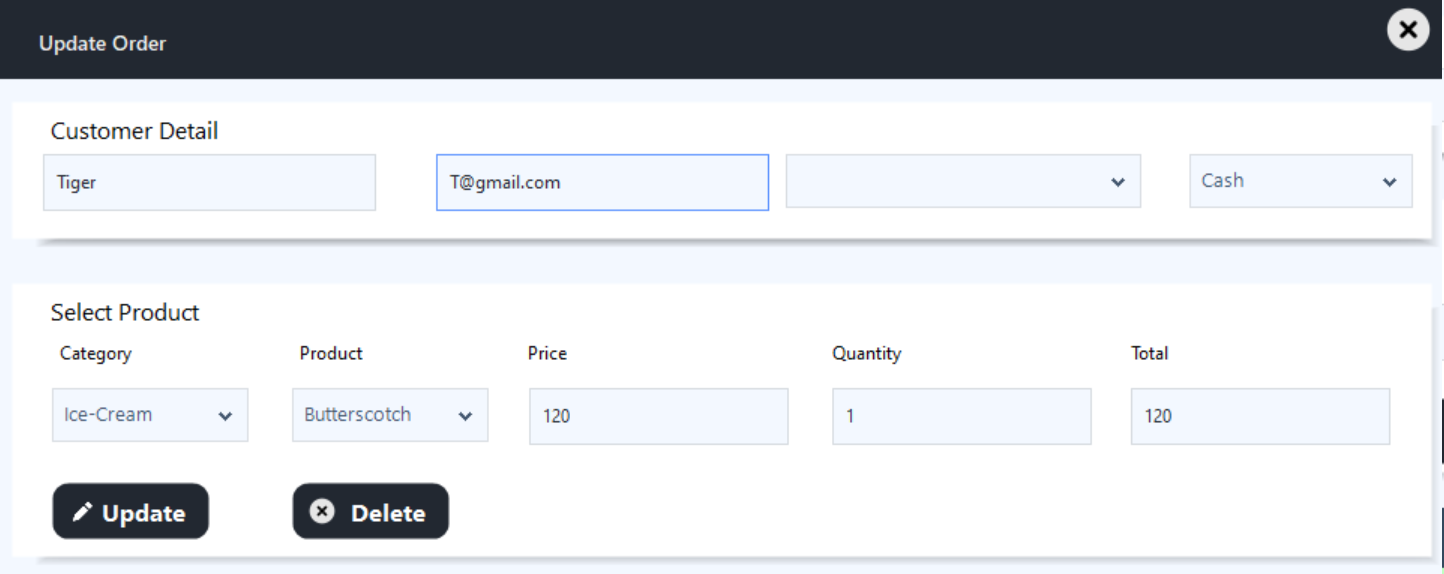 Update Order
Customer Detail
Tiger T@gmail.com Cash
Select Product
Category Product Price Quantity Total
Ice-Cream Butterscotch 120 1 120
Update Delete